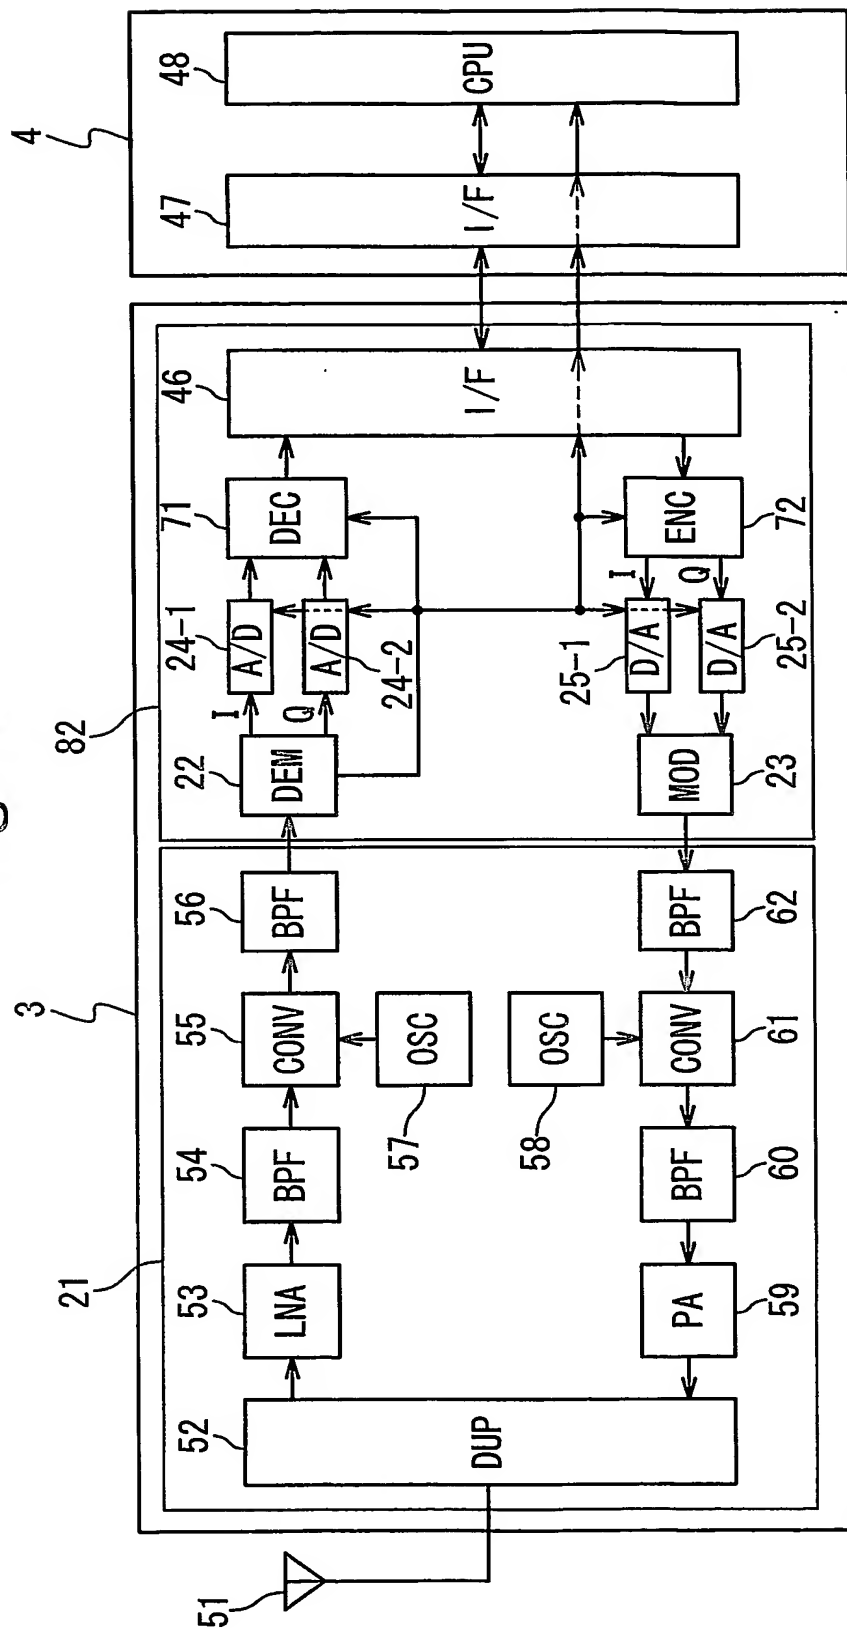 3
4
21
82
52
53
54
55
56
22
24-1
71
46
47
48
DUP
LNA
BPF
CONV
BPF
DEM
I
Q
A/D
A/D
24-2
DEC
I/F
I/F
CPU
51
OSC
57
OSC
58
PA
BPF
CONV
BPF
MOD
25-1
D/A
D/A
I
Q
ENC
59
60
61
62
23
25-2
72